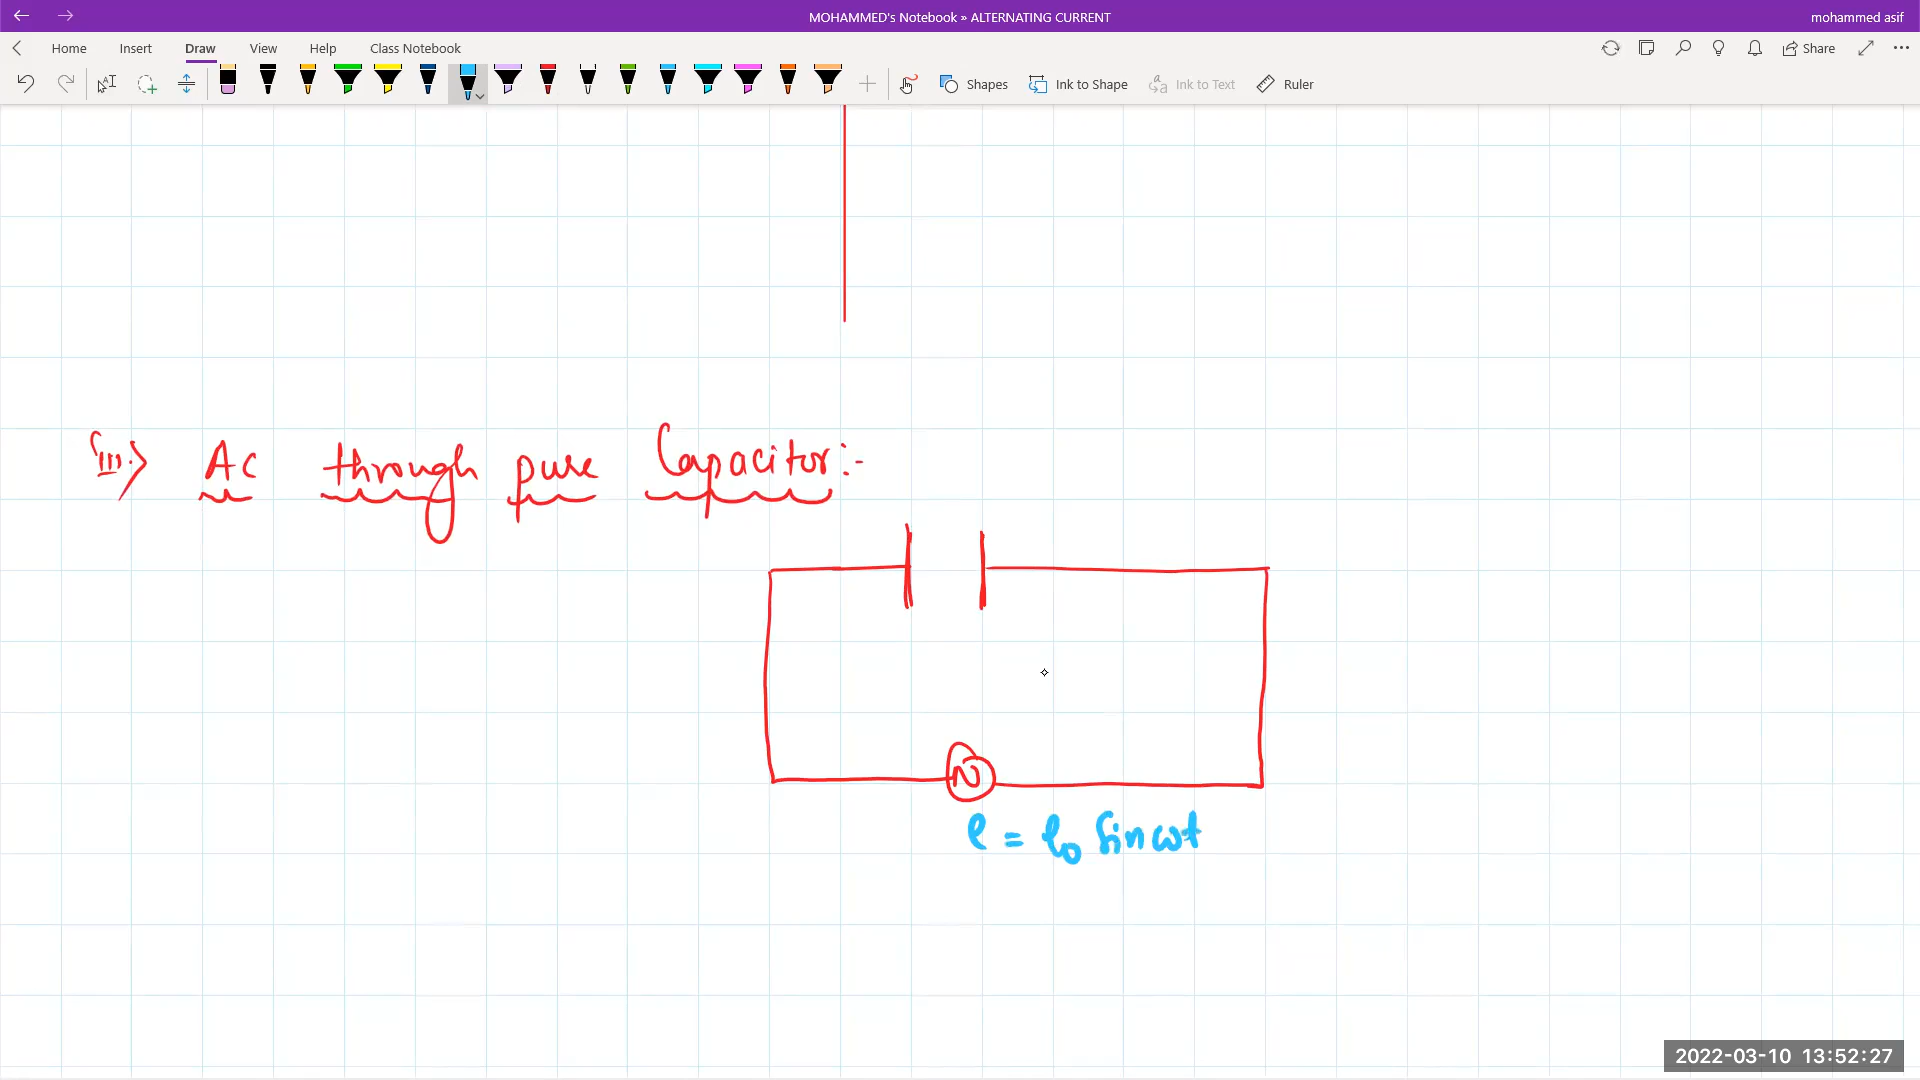 MOHAMMED's Notebook » ALTERNATING CURRENT
mohammed asif
Home Insert Draw View Help Class Notebook
Share
Shapes Ink to Shape Ink to Text Ruler
(iii) AC through pure Capacitor:-
N
e = e₀ Sin ωt
2022-03-10 13:52:27